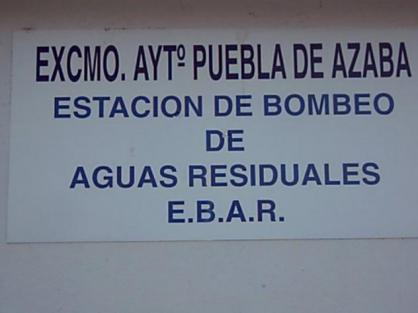 EXCMO. AYTº PUEBLA DE AZABA
ESTACION DE BOMBEO
DE
AGUAS RESIDUALES
E.B.A.R.